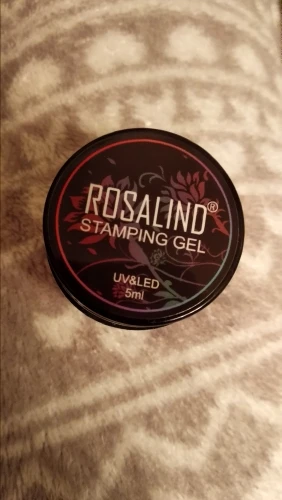 ROSALIND®
STAMPING GEL
UV&LED
5ml